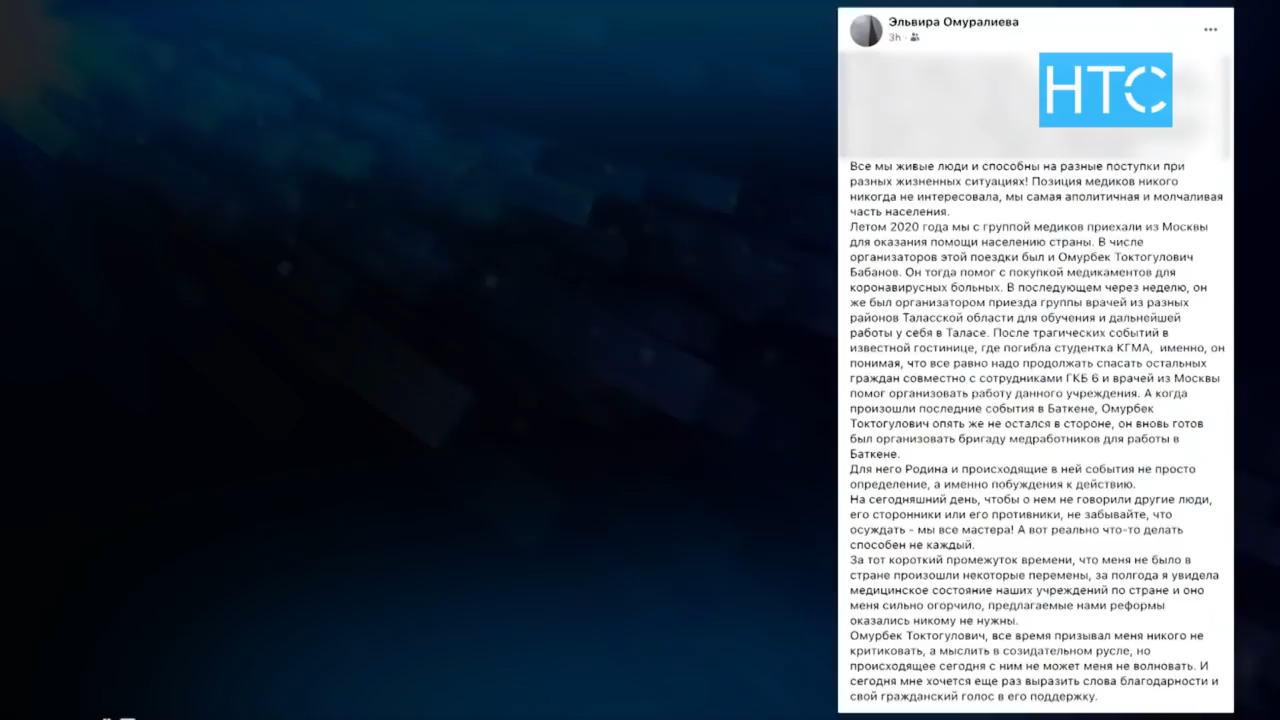 Эльвира Омуралиева
3h ·
НТС
Все мы живые люди и способны на разные поступки при
разных жизненных ситуациях! Позиция медиков никого
никогда не интересовала, мы самая аполитичная и молчаливая
часть населения.
Летом 2020 года мы с группой медиков приехали из Москвы
для оказания помощи населению страны. В числе
организаторов этой поездки был и Омурбек Токтогулович
Бабанов. Он тогда помог с покупкой медикаментов для
коронавирусных больных. В последующем через неделю, он
же был организатором приезда группы врачей из разных
районов Таласской области для обучения и дальнейшей
работы у себя в Таласе. После трагических событий в
известной гостинице, где погибла студентка КГМА, именно, он
понимая, что все равно надо продолжать спасать остальных
граждан совместно с сотрудниками ГКБ 6 и врачей из Москвы
помог организовать работу данного учреждения. А когда
произошли последние события в Баткене, Омурбек
Токтогулович опять же не остался в стороне, он вновь готов
был организовать бригаду медработников для работы в
Баткене.
Для него Родина и происходящие в ней события не просто
определение, а именно побуждения к действию.
На сегодняшний день, чтобы о нем не говорили другие люди,
его сторонники или его противники, не забывайте, что
осуждать - мы все мастера! А вот реально что-то делать
способен не каждый.
За тот короткий промежуток времени, что меня не было в
стране произошли некоторые перемены, за полгода я увидела
медицинское состояние наших учреждений по стране и оно
меня сильно огорчило, предлагаемые нами реформы
оказались никому не нужны.
Омурбек Токтогулович, все время призывал меня никого не
критиковать, а мыслить в созидательном русле, но
происходящее сегодня с ним не может меня не волновать. И
сегодня мне хочется еще раз выразить слова благодарности и
свой гражданский голос в его поддержку.